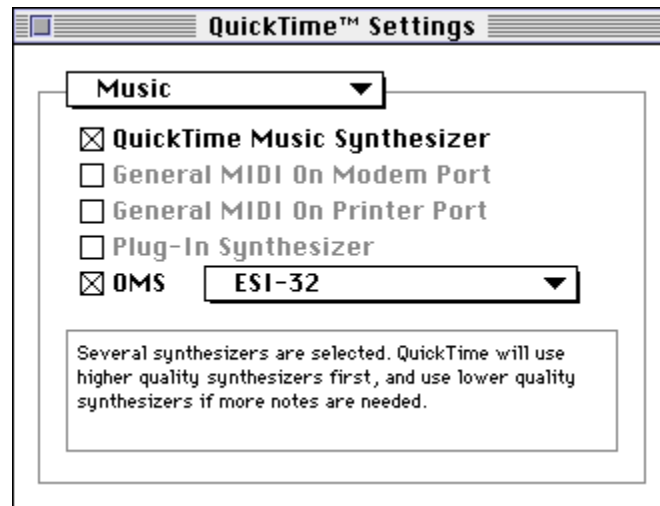 QuickTime™ Settings
Music
QuickTime Music Synthesizer
General MIDI On Modem Port
General MIDI On Printer Port
Plug-In Synthesizer
OMS ESI-32
Several synthesizers are selected. QuickTime will use
higher quality synthesizers first, and use lower quality
synthesizers if more notes are needed.